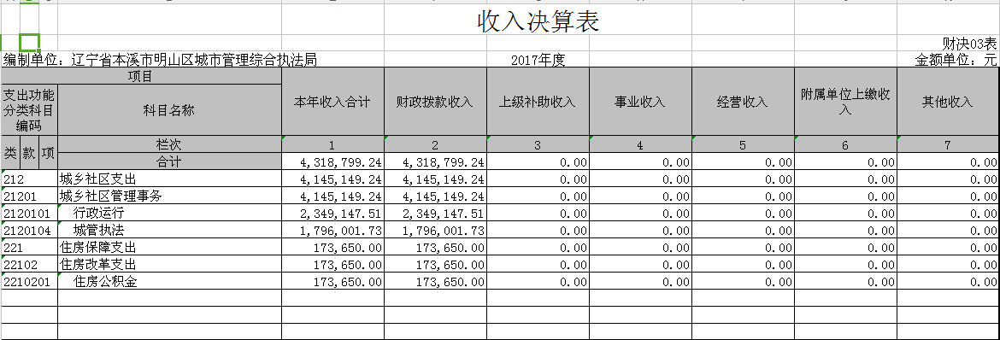 收入决算表
财决03表
编制单位：辽宁省本溪市明山区城市管理综合执法局 2017年度 金额单位：元
项目
支出功能
分类科目
编码
科目名称
本年收入合计 财政拨款收入 上级补助收入 事业收入 经营收入 附属单位上缴收
入
其他收入
类 款 项
栏次 1 2 3 4 5 6 7
合计 4,318,799.24 4,318,799.24 0.00 0.00 0.00 0.00 0.00
212 城乡社区支出 4,145,149.24 4,145,149.24 0.00 0.00 0.00 0.00 0.00
21201 城乡社区管理事务 4,145,149.24 4,145,149.24 0.00 0.00 0.00 0.00 0.00
2120101 行政运行 2,349,147.51 2,349,147.51 0.00 0.00 0.00 0.00 0.00
2120104 城管执法 1,796,001.73 1,796,001.73 0.00 0.00 0.00 0.00 0.00
221 住房保障支出 173,650.00 173,650.00 0.00 0.00 0.00 0.00 0.00
22102 住房改革支出 173,650.00 173,650.00 0.00 0.00 0.00 0.00 0.00
2210201 住房公积金 173,650.00 173,650.00 0.00 0.00 0.00 0.00 0.00